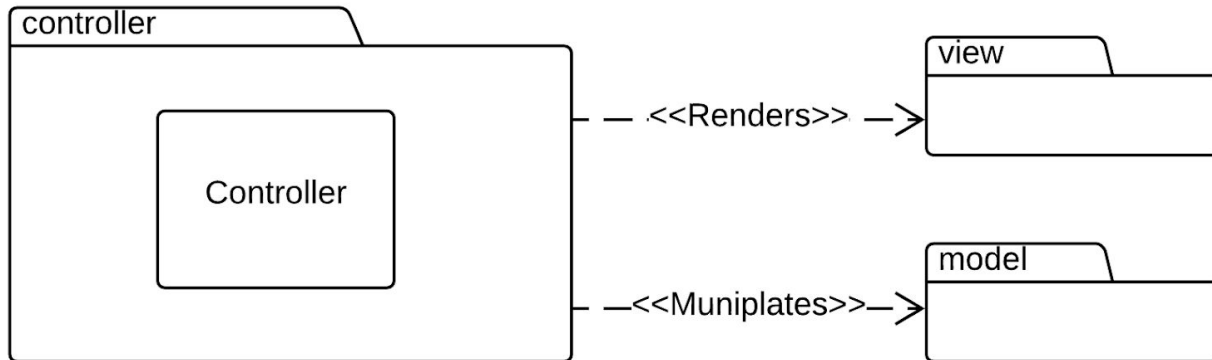 controller
view
<<Renders>>
Controller
model
<<Muniplates>>